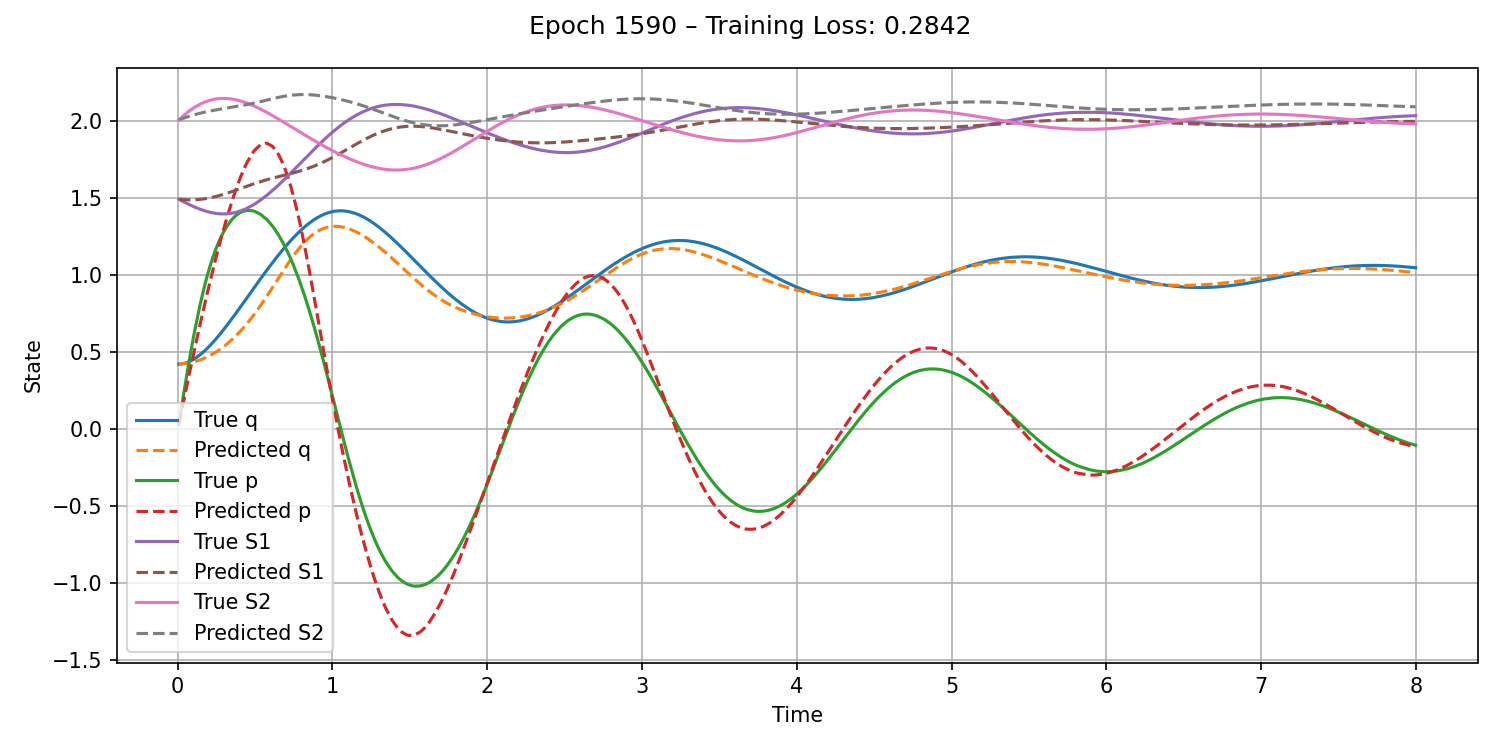 Epoch 1590 – Training Loss: 0.2842
State
2.0
1.5
1.0
0.5
0.0
−0.5
−1.0
−1.5
True q
Predicted q
True p
Predicted p
True S1
Predicted S1
True S2
Predicted S2
0 1 2 3 4 5 6 7 8
Time